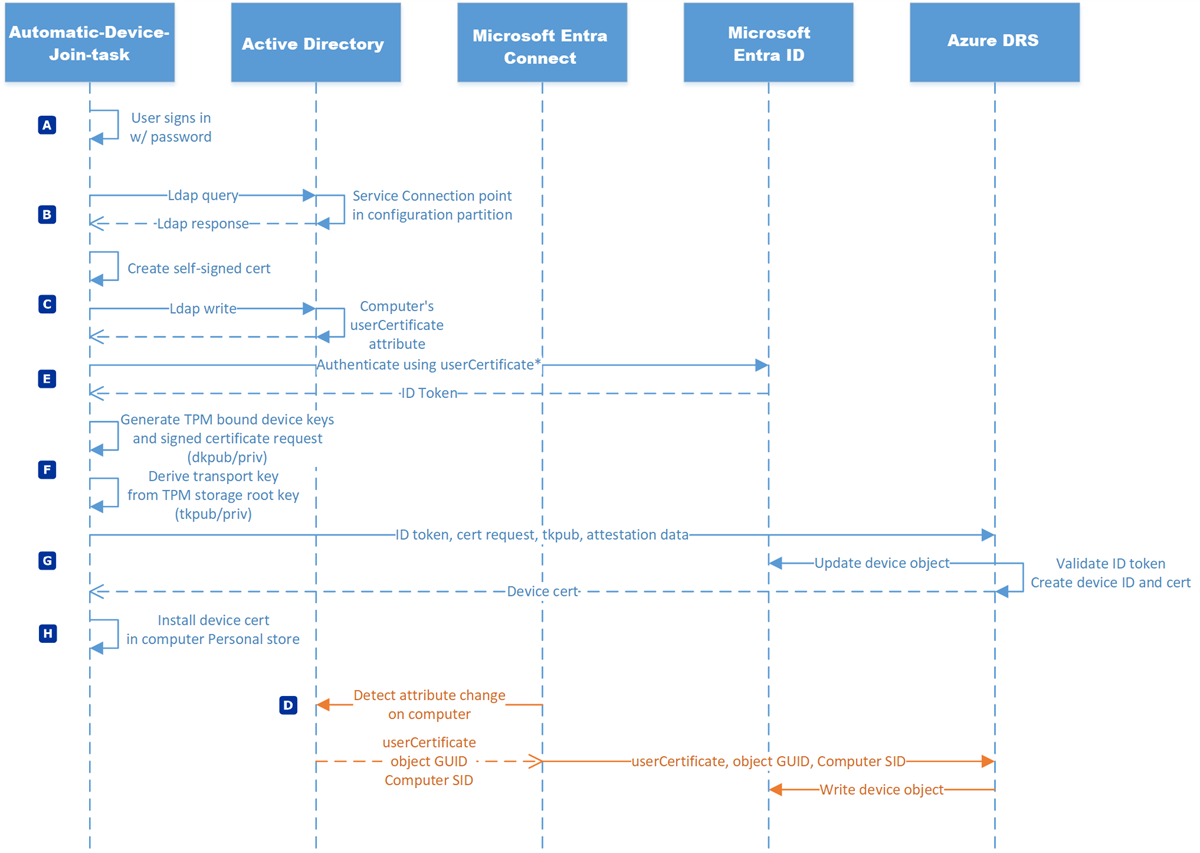 Automatic-Device-
Join-task
Active Directory
Microsoft Entra
Connect
Microsoft
Entra ID
Azure DRS
A
User signs in
w/ password
B
Ldap query
Service Connection point
in configuration partition
Ldap response
Create self-signed cert
C
Ldap write
Computer's
userCertificate
attribute
E
Authenticate using userCertificate*
ID Token
Generate TPM bound device keys
and signed certificate request
(dkpub/priv)
F
Derive transport key
from TPM storage root key
(tkpub/priv)
ID token, cert request, tkpub, attestation data
G
Update device object
Validate ID token
Create device ID and cert
Device cert
H
Install device cert
in computer Personal store
D
Detect attribute change
on computer
userCertificate
object GUID
Computer SID
userCertificate, object GUID, Computer SID
Write device object